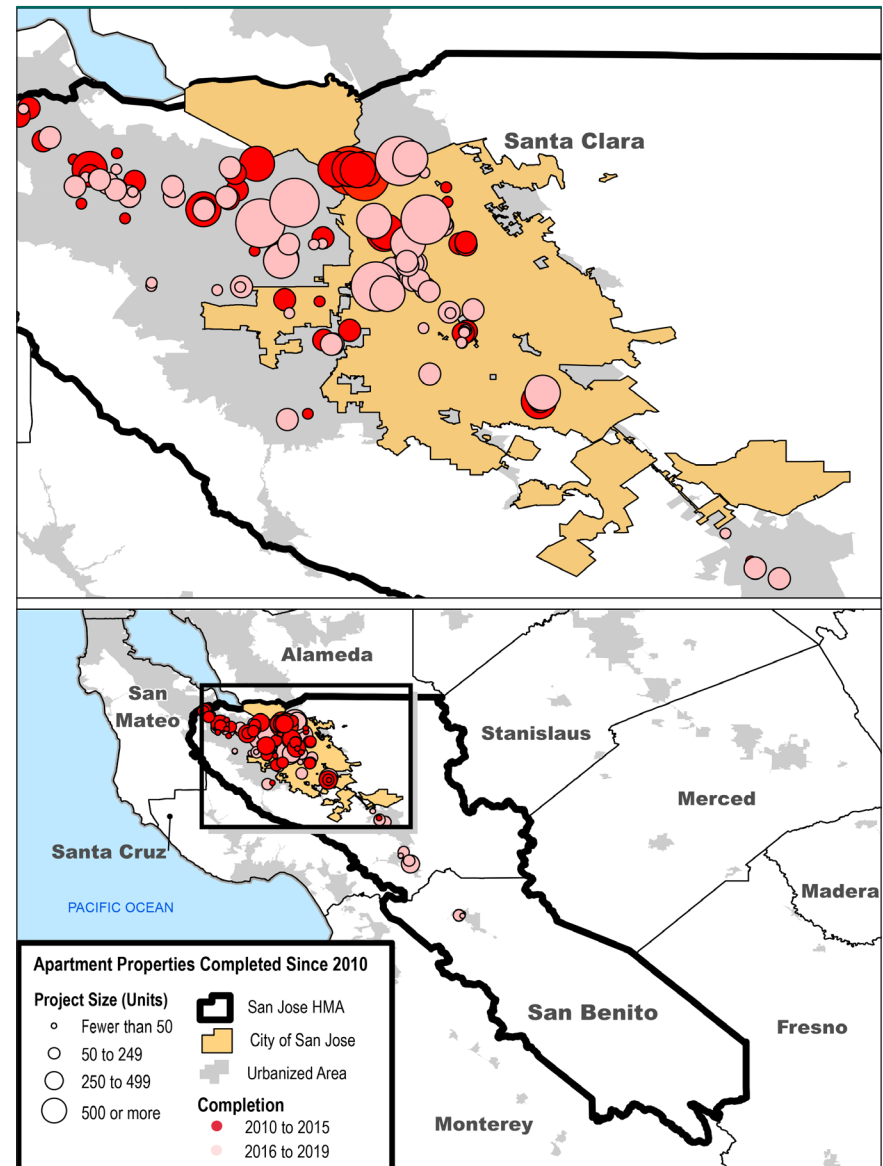 Santa Clara
Alameda
San
Mateo
Stanislaus
Merced
Santa Cruz
Madera
PACIFIC OCEAN
San Benito
Fresno
Monterey
Apartment Properties Completed Since 2010
Project Size (Units)
Fewer than 50
50 to 249
250 to 499
500 or more
San Jose HMA
City of San Jose
Urbanized Area
Completion
2010 to 2015
2016 to 2019